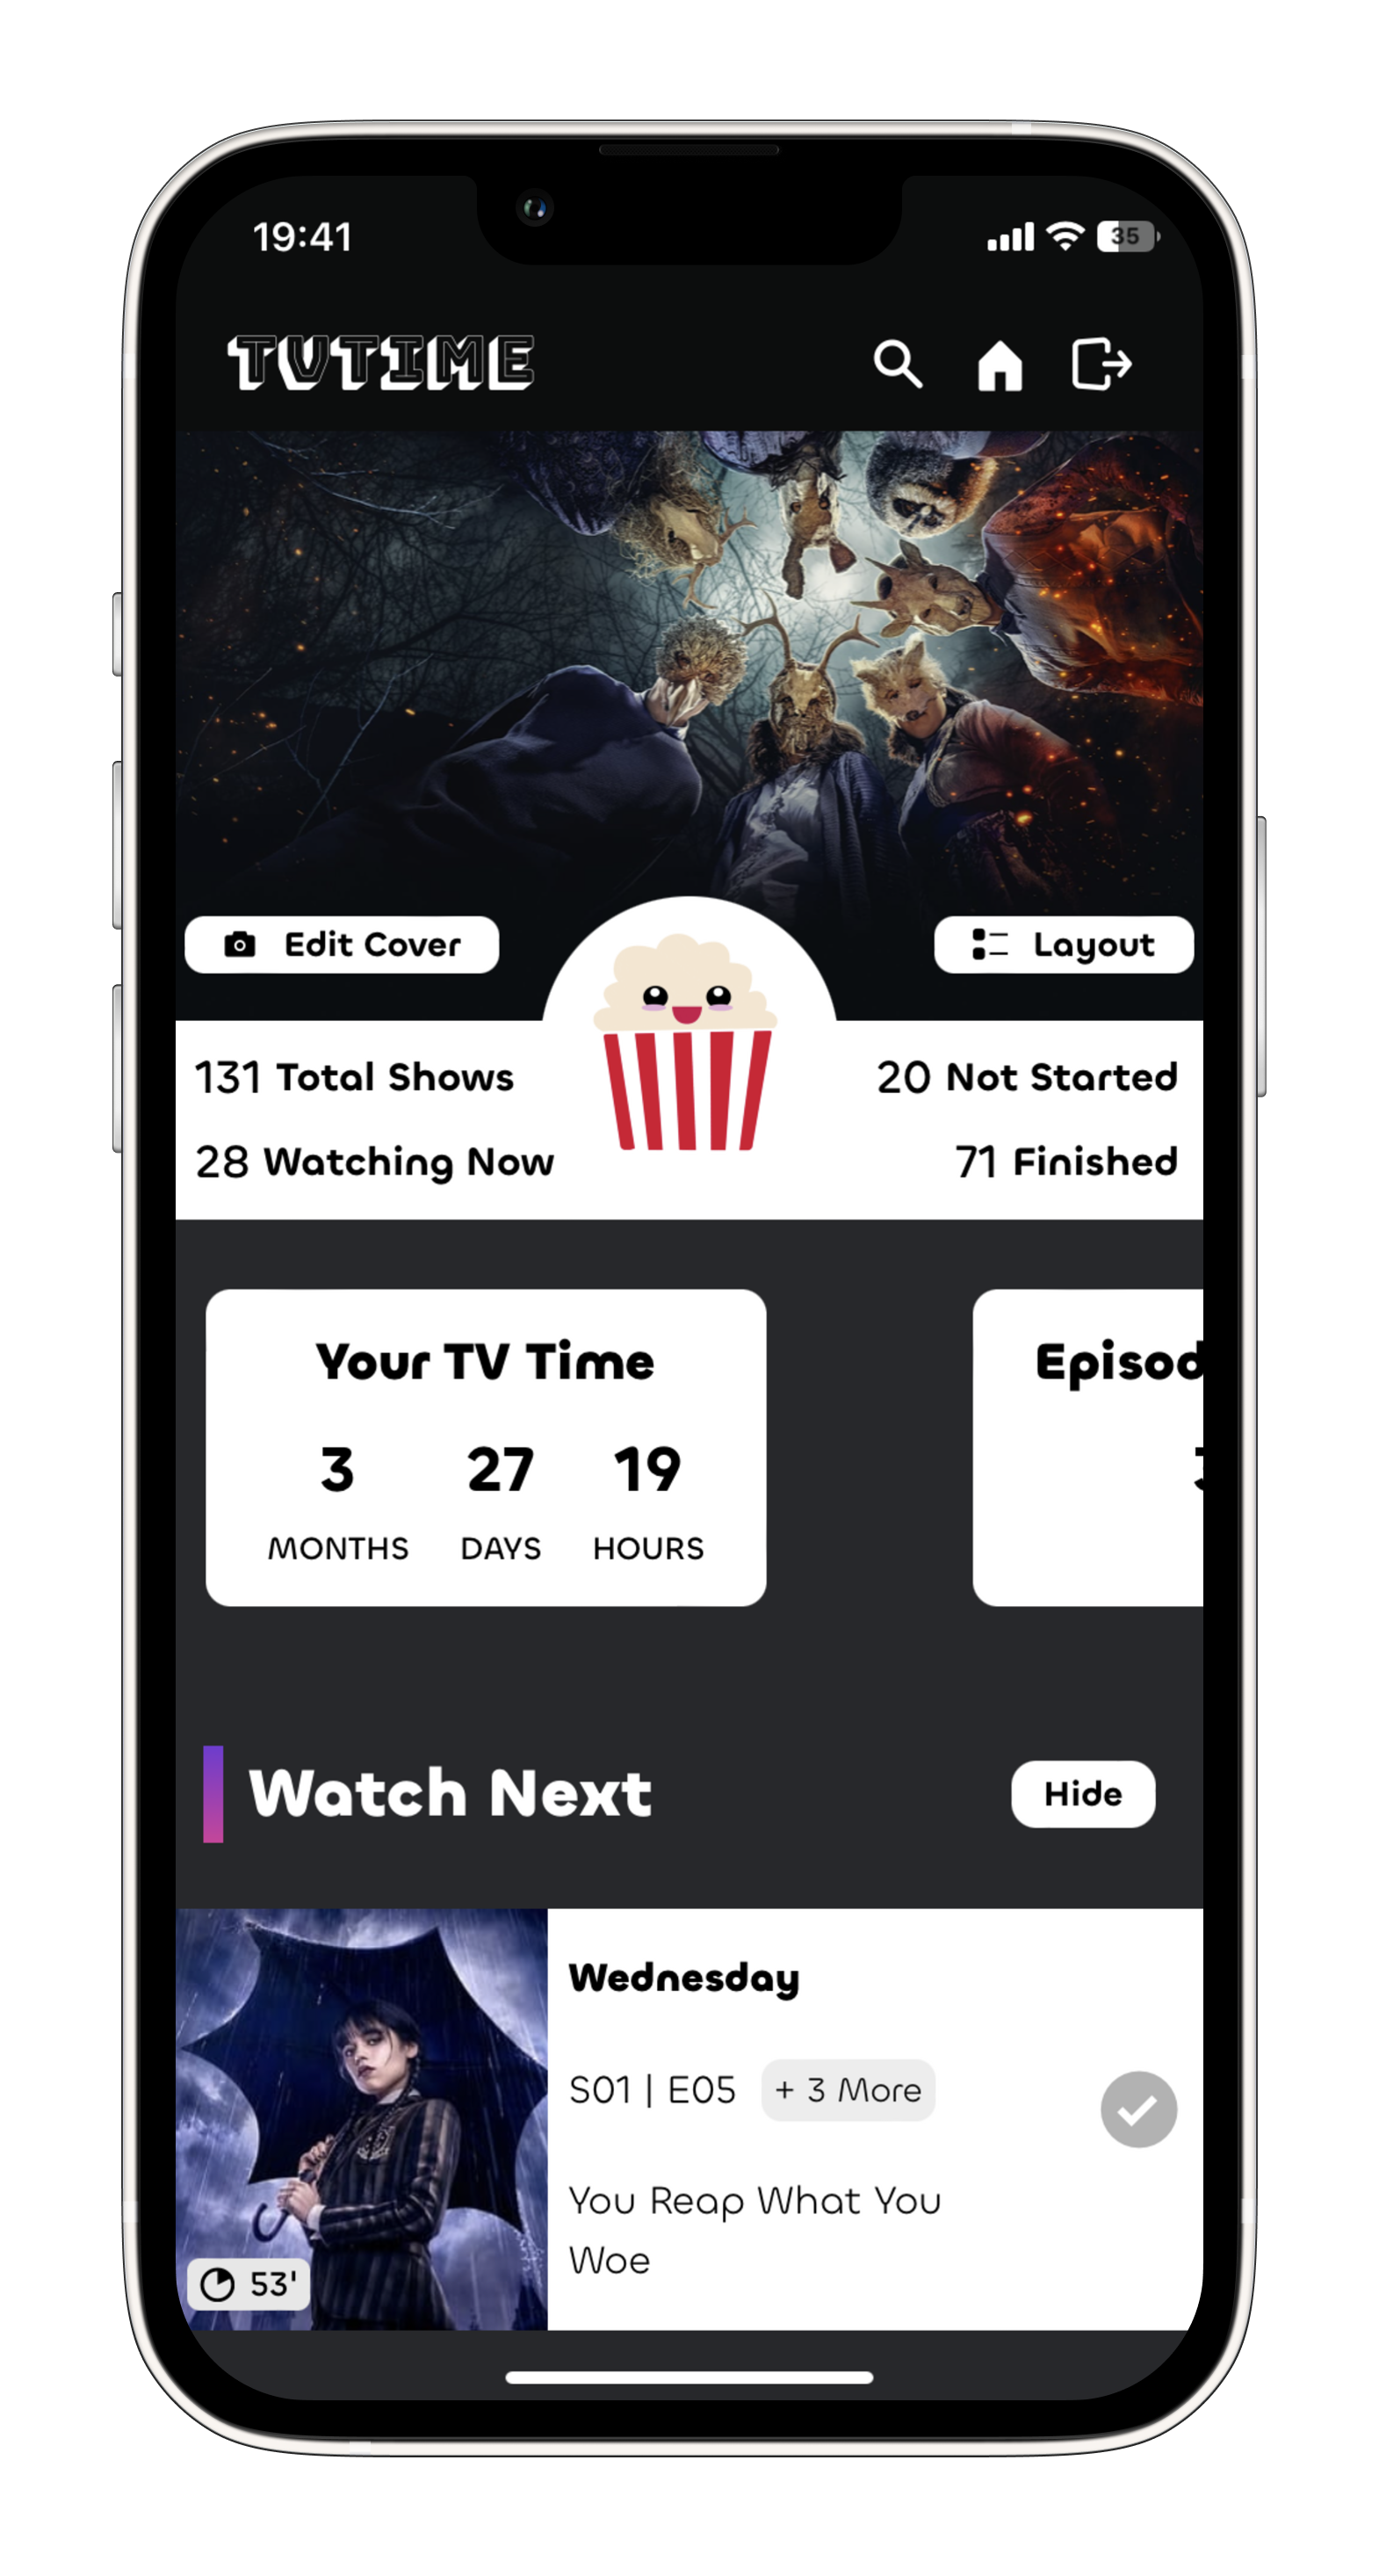 19:41
35
TVTIME
Edit Cover
Layout
131 Total Shows
20 Not Started
28 Watching Now
71 Finished
Your TV Time
3 27 19
MONTHS DAYS HOURS
Watch Next
Hide
Wednesday
S01 | E05 + 3 More
You Reap What You
Woe
53'